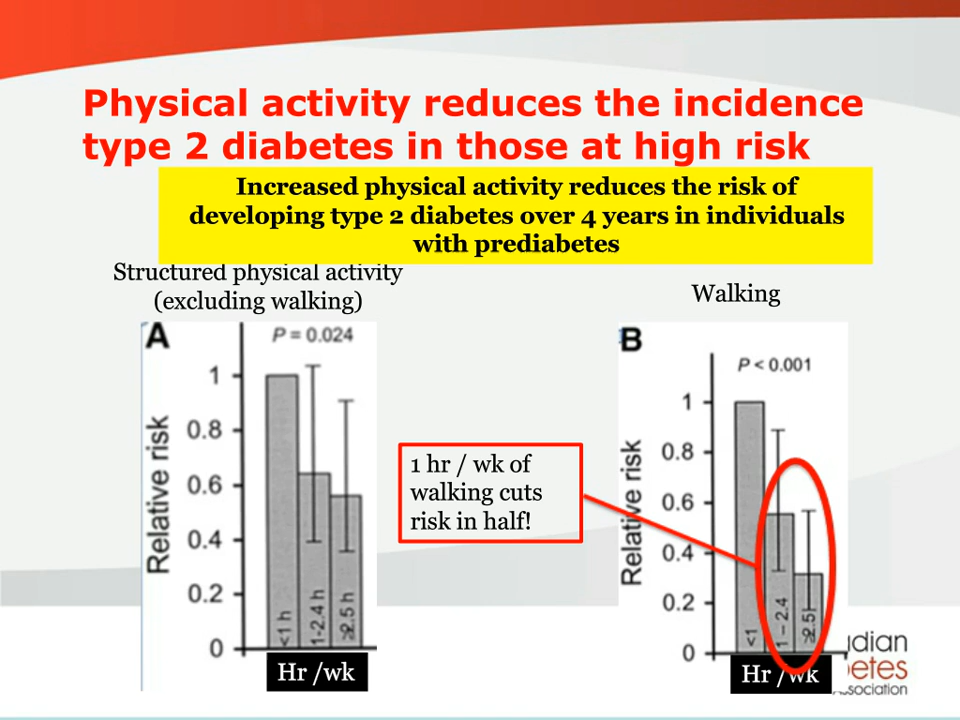 Physical activity reduces the incidence
type 2 diabetes in those at high risk
Increased physical activity reduces the risk of
developing type 2 diabetes over 4 years in individuals
with prediabetes
Structured physical activity
(excluding walking)
Walking
A
P = 0.024
Relative risk
1
0.8
0.6
0.4
0.2
0
<1 h
1-2.4 h
≥2.5 h
Hr /wk
1 hr / wk of
walking cuts
risk in half!
B
P < 0.001
Relative risk
1
0.8
0.6
0.4
0.2
0
<1
1 – 2.4
≥2.5
Hr /wk
dian
betes
Association